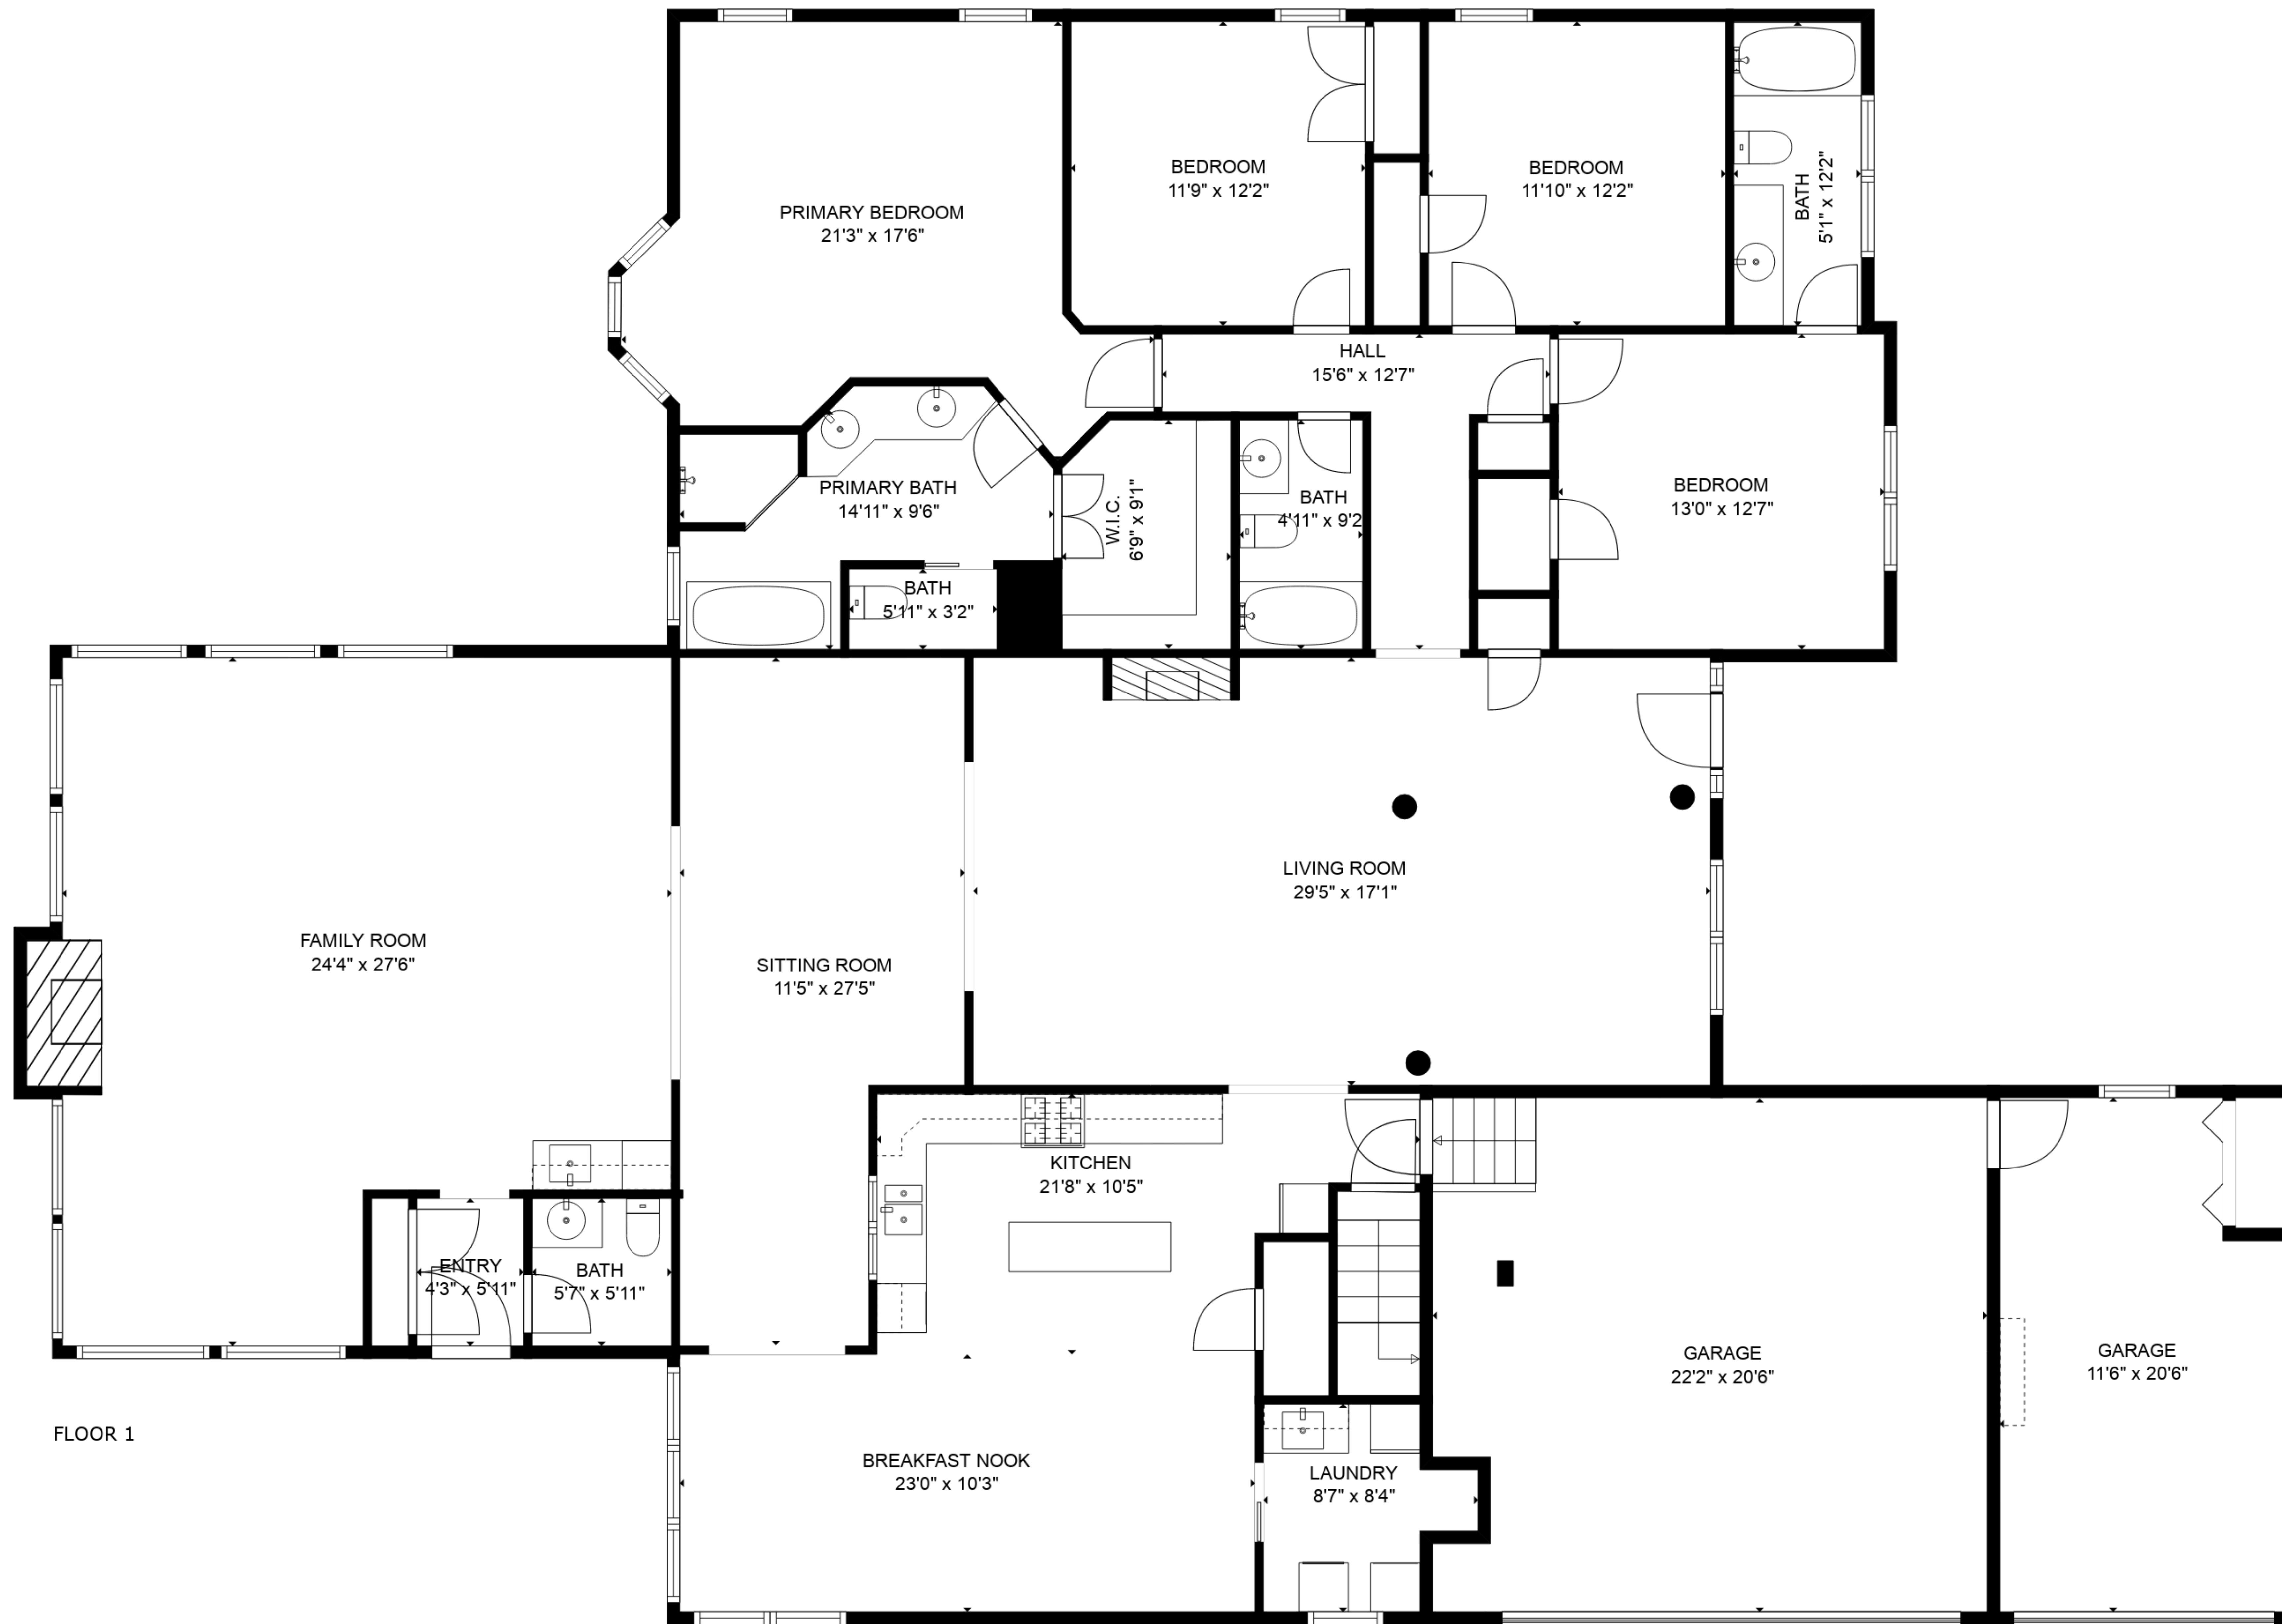 PRIMARY BEDROOM
21'3" x 17'6"
BEDROOM
11'9" x 12'2"
BEDROOM
11'10" x 12'2"
BATH
5'1" x 12'2"
HALL
15'6" x 12'7"
PRIMARY BATH
14'11" x 9'6"
W.I.C.
6'9" x 9'1"
BATH
4'11" x 9'2
BEDROOM
13'0" x 12'7"
BATH
5'11" x 3'2"
LIVING ROOM
29'5" x 17'1"
FAMILY ROOM
24'4" x 27'6"
SITTING ROOM
11'5" x 27'5"
KITCHEN
21'8" x 10'5"
ENTRY
4'3" x 5'11"
BATH
5'7" x 5'11"
GARAGE
22'2" x 20'6"
GARAGE
11'6" x 20'6"
FLOOR 1
BREAKFAST NOOK
23'0" x 10'3"
LAUNDRY
8'7" x 8'4"